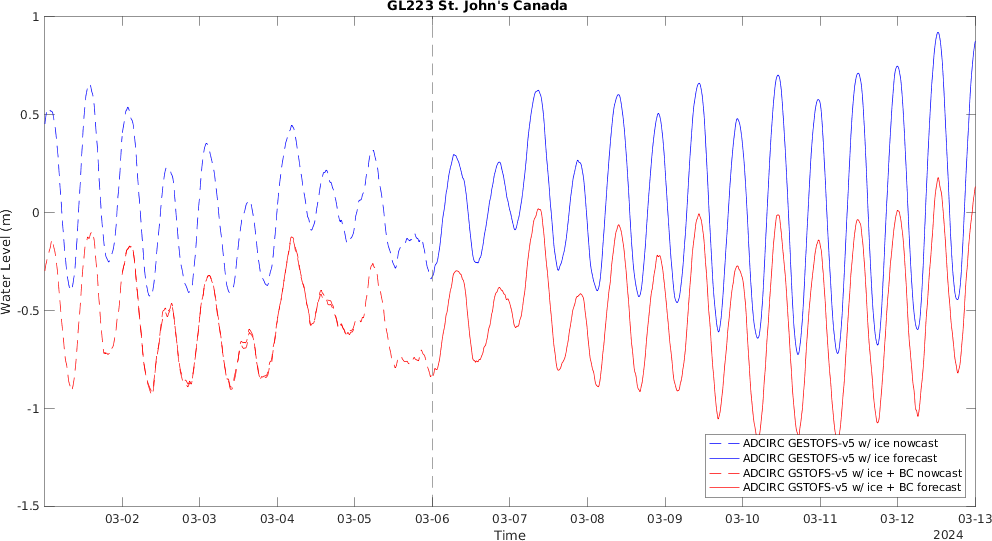 GL223 St. John's Canada
1
0.5
0
-0.5
-1
-1.5
Water Level (m)
ADCIRC GESTOFS-v5 w/ ice nowcast
ADCIRC GESTOFS-v5 w/ ice forecast
ADCIRC GSTOFS-v5 w/ ice + BC nowcast
ADCIRC GSTOFS-v5 w/ ice + BC forecast
03-02 03-03 03-04 03-05 03-06 03-07 03-08 03-09 03-10 03-11 03-12 03-13
Time
2024